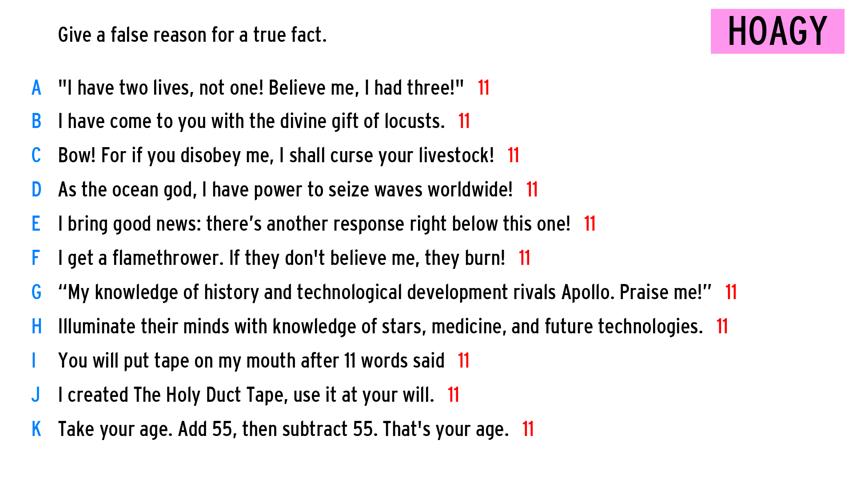 Give a false reason for a true fact.
HOAGY
A "I have two lives, not one! Believe me, I had three!" 11
B I have come to you with the divine gift of locusts. 11
C Bow! For if you disobey me, I shall curse your livestock! 11
D As the ocean god, I have power to seize waves worldwide! 11
E I bring good news: there’s another response right below this one! 11
F I get a flamethrower. If they don't believe me, they burn! 11
G “My knowledge of history and technological development rivals Apollo. Praise me!” 11
H Illuminate their minds with knowledge of stars, medicine, and future technologies. 11
I You will put tape on my mouth after 11 words said 11
J I created The Holy Duct Tape, use it at your will. 11
K Take your age. Add 55, then subtract 55. That's your age. 11